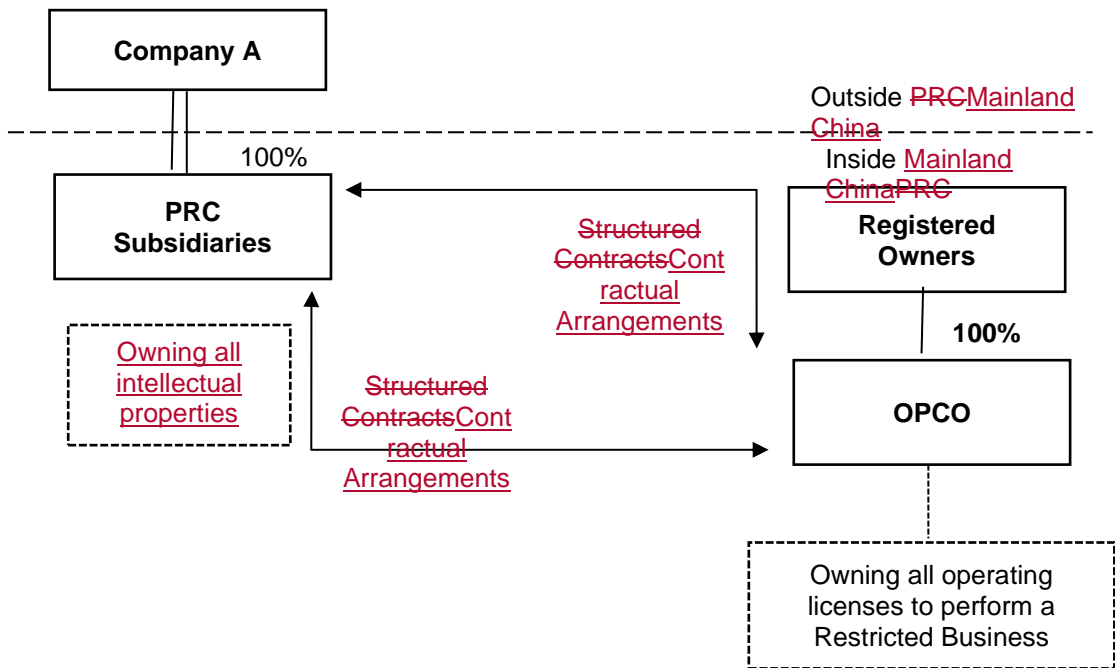 Company A
Outside PRCMainland
China
100%
Inside Mainland
ChinaPRC
PRC
Subsidiaries
Registered
Owners
Structured
ContractsCont
ractual
Arrangements
100%
Owning all
intellectual
properties
Structured
ContractsCont
ractual
Arrangements
OPCO
Owning all operating
licenses to perform a
Restricted Business